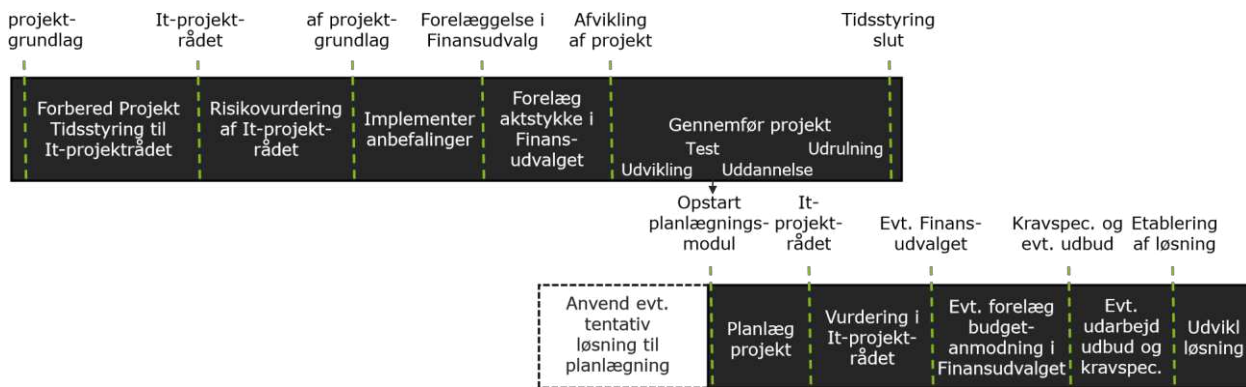 projekt-
grundlag
It-projekt-
rådet
af projekt-
grundlag
Forelæggelse i
Finansudvalg
Afvikling
af projekt
Tidsstyring
slut
Forbered Projekt
Tidsstyring til
It-projektrådet
Risikovurdering
af It-projekt-
rådet
Implementer
anbefalinger
Forelæg
aktstykke i
Finans-
udvalget
Gennemfør projekt
Test
Udrulning
Udvikling
Uddannelse
Opstart
planlægnings-
modul
It-
projekt-
rådet
Evt. Finans-
udvalget
Kravspec. og
evt. udbud
Etablering
af løsning
Anvend evt.
tentativ
løsning til
planlægning
Planlæg
projekt
Vurdering i
It-projekt-
rådet
Evt. forelæg
budget-
anmodning i
Finansudvalget
Evt.
udarbejd
udbud og
kravspec.
Udvikl
løsning